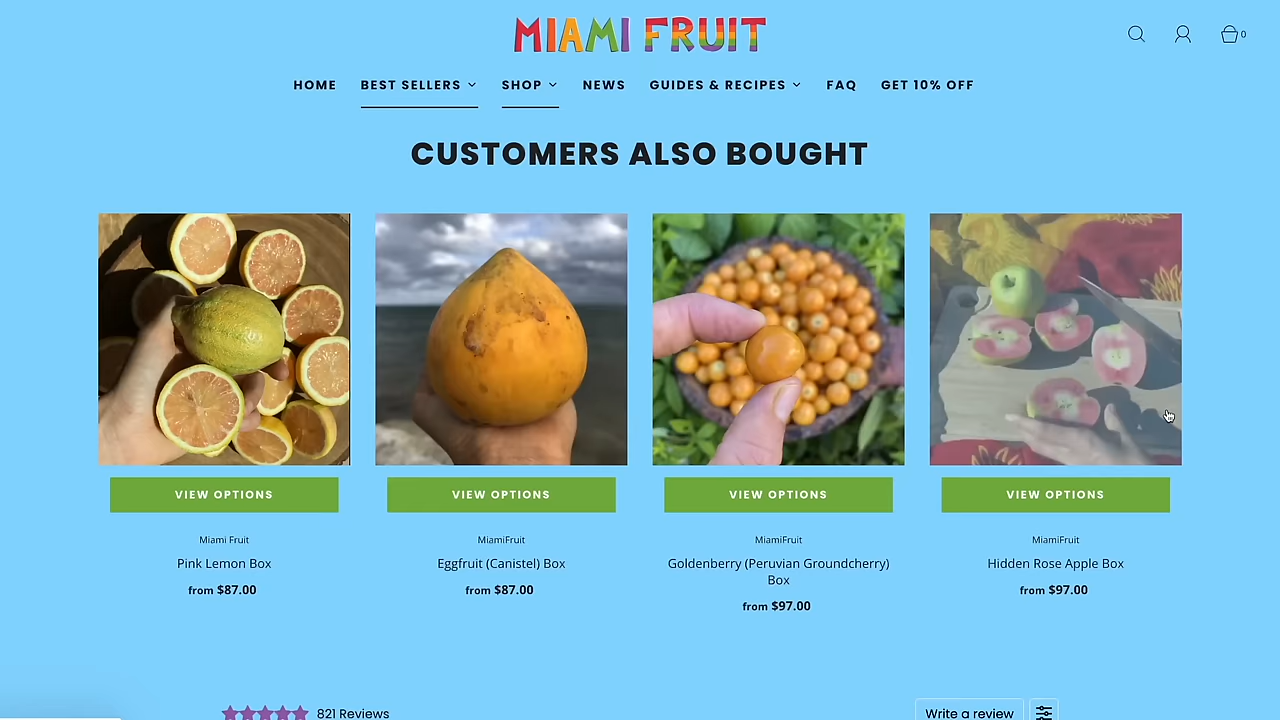 MIAMI FRUIT
0
HOME BEST SELLERS SHOP NEWS GUIDES & RECIPES FAQ GET 10% OFF
CUSTOMERS ALSO BOUGHT
VIEW OPTIONS VIEW OPTIONS VIEW OPTIONS VIEW OPTIONS
Miami Fruit MiamiFruit MiamiFruit MiamiFruit
Pink Lemon Box Eggfruit (Canistel) Box Goldenberry (Peruvian Groundcherry) Hidden Rose Apple Box
Box
from $87.00 from $87.00 from $97.00
from $97.00
821 Reviews Write a review